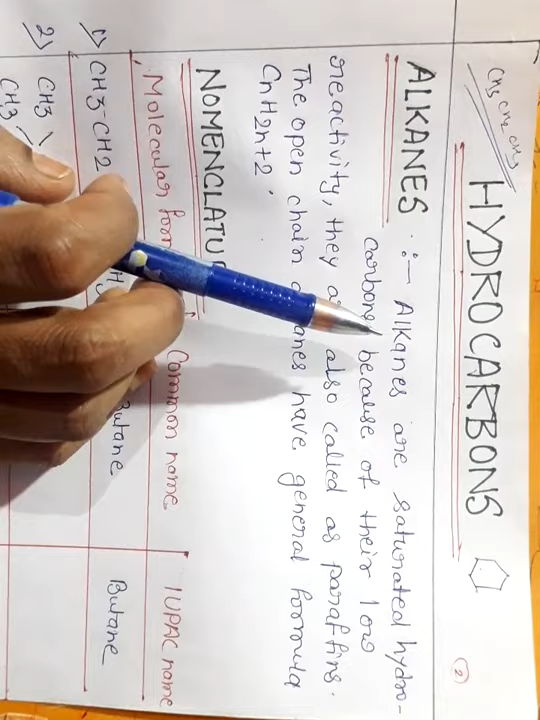 CH3 CH2 CH3
HYDROCARBONS
2
ALKANES :- Alkanes are saturated hydro-
carbons/ because of their low
reactivity, they also called as paraffins.
The open chain have general formula
CnH2n+2,
NOMENCLATU
Molecular Common name IUPAC name
1) CH3-CH2 Butane Butane
2) CH3
CH3